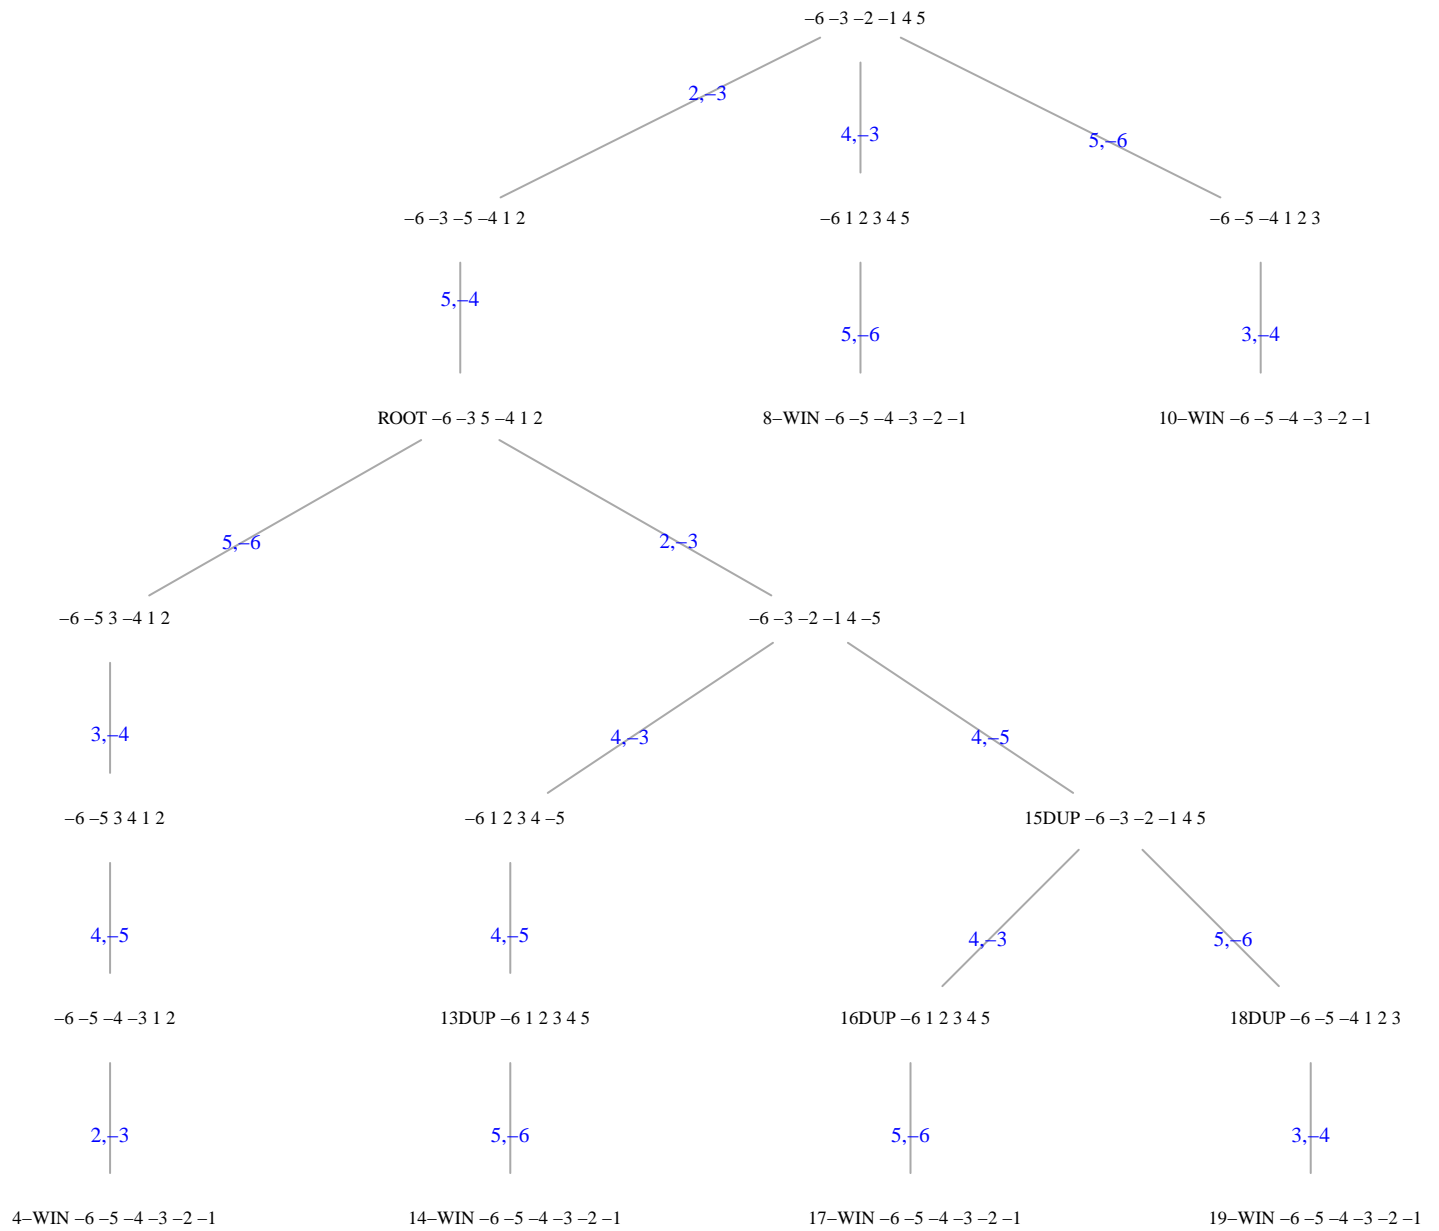 –6 –3 –2 –1 4 5
2,–3
4,–3
5,–6
–6 –3 –5 –4 1 2
–6 1 2 3 4 5
–6 –5 –4 1 2 3
5,–4
5,–6
3,–4
ROOT –6 –3 5 –4 1 2
8–WIN –6 –5 –4 –3 –2 –1
10–WIN –6 –5 –4 –3 –2 –1
5,–6
2,–3
–6 –5 3 –4 1 2
–6 –3 –2 –1 4 –5
3,–4
4,–3
4,–5
–6 –5 3 4 1 2
–6 1 2 3 4 –5
15DUP –6 –3 –2 –1 4 5
4,–5
4,–5
4,–3
5,–6
–6 –5 –4 –3 1 2
13DUP –6 1 2 3 4 5
16DUP –6 1 2 3 4 5
18DUP –6 –5 –4 1 2 3
2,–3
5,–6
5,–6
3,–4
4–WIN –6 –5 –4 –3 –2 –1
14–WIN –6 –5 –4 –3 –2 –1
17–WIN –6 –5 –4 –3 –2 –1
19–WIN –6 –5 –4 –3 –2 –1